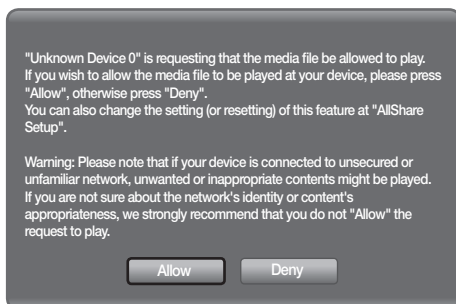 "Unknown Device 0" is requesting that the media file be allowed to play.
If you wish to allow the media file to be played at your device, please press
"Allow", otherwise press "Deny".
You can also change the setting (or resetting) of this feature at "AllShare
Setup".
Warning: Please note that if your device is connected to unsecured or
unfamiliar network, unwanted or inappropriate contents might be played.
If you are not sure about the network's identity or content's
appropriateness, we strongly recommend that you do not "Allow" the
request to play.
Allow Deny